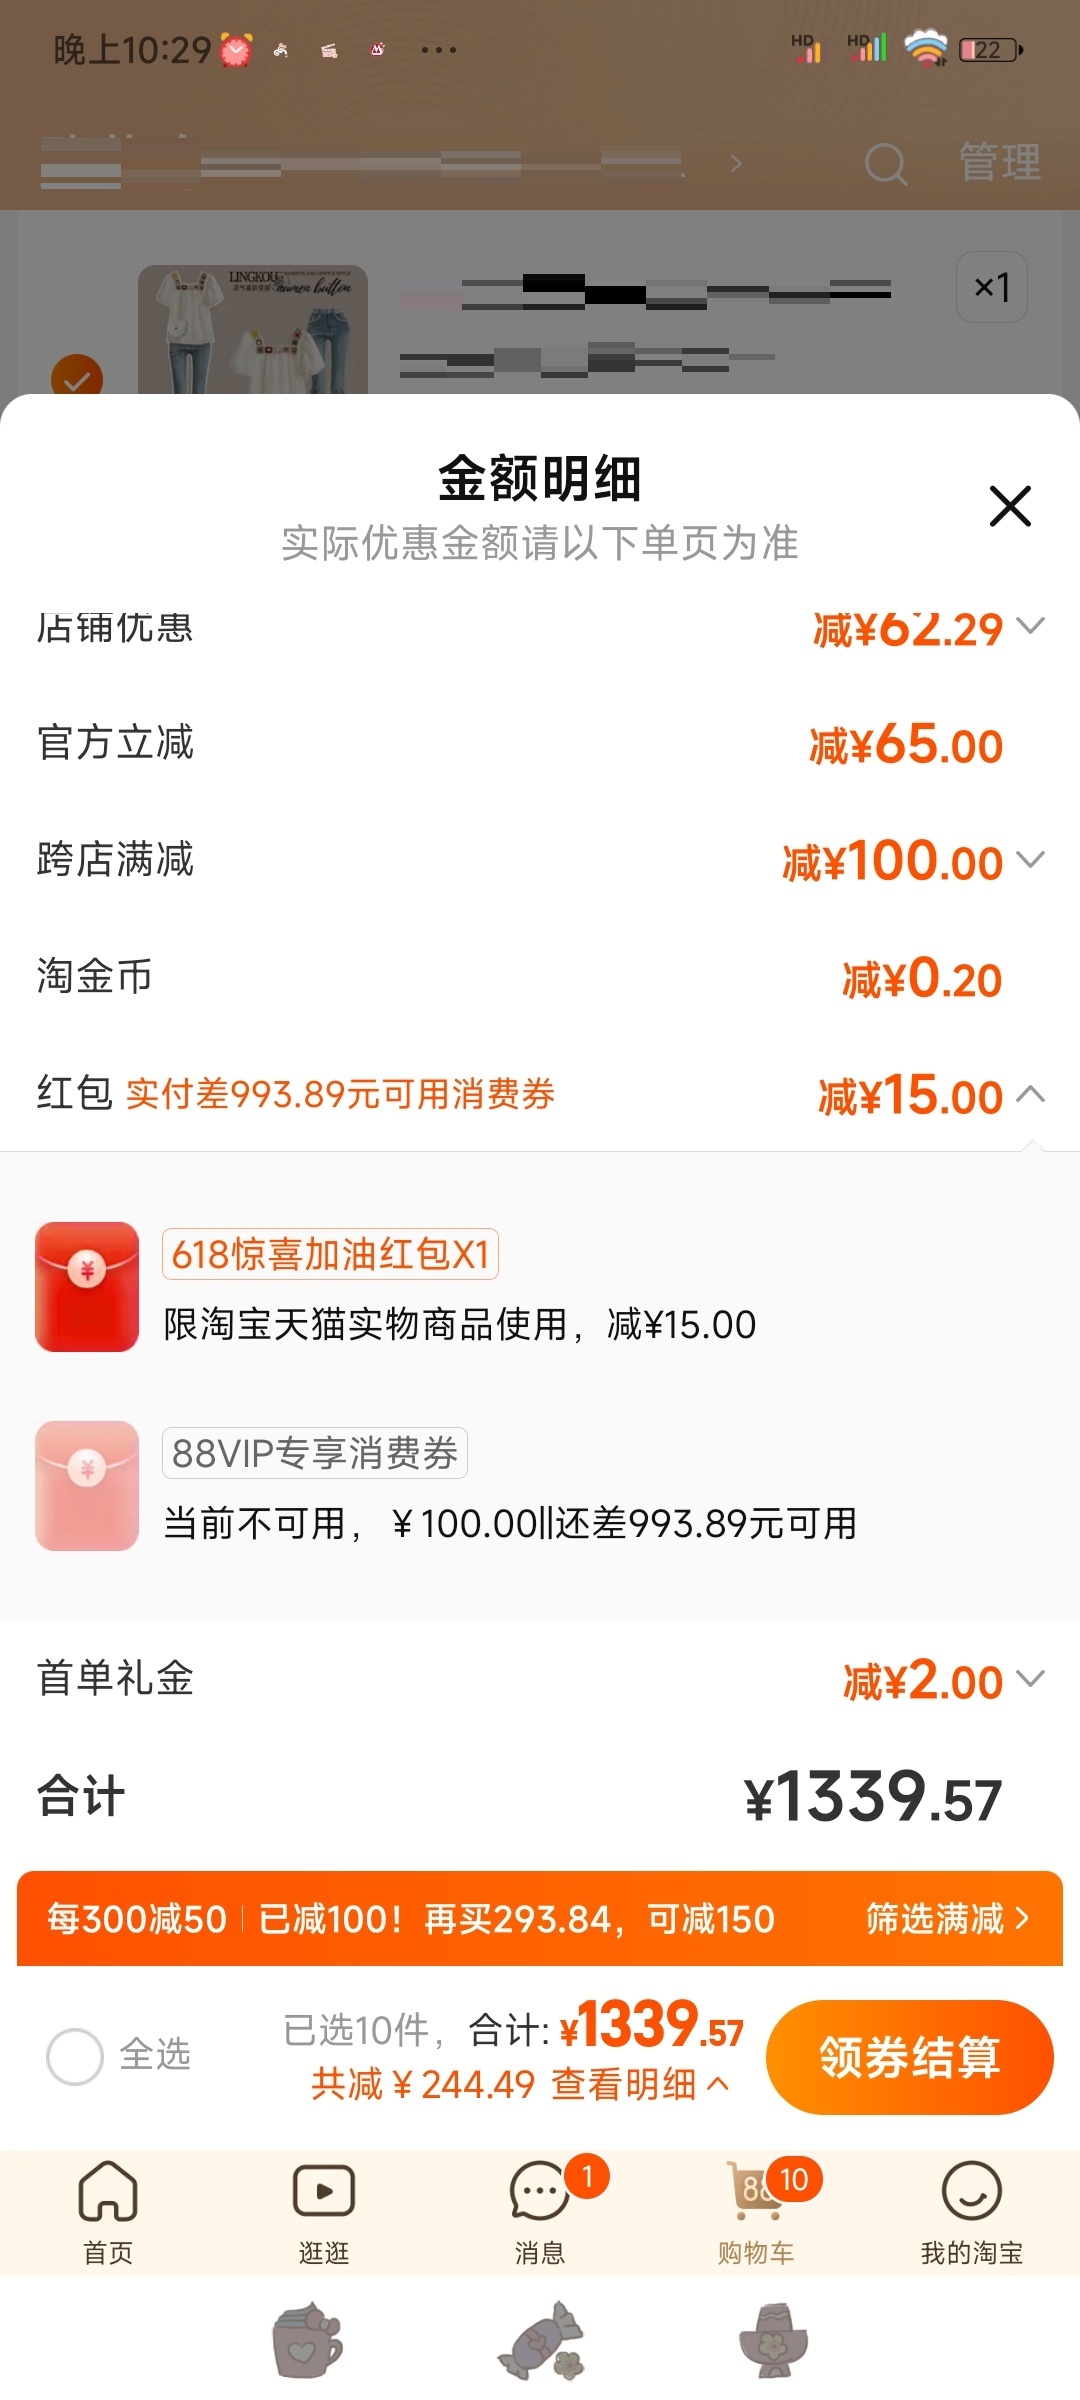 晚上10:29
HD
HD
22
管理
LINGKOU
×1
金额明细
实际优惠金额请以下单页为准
店铺优惠 减¥62.29
官方立减 减¥65.00
跨店满减 减¥100.00
淘金币 减¥0.20
红包 实付差993.89元可用消费券 减¥15.00
618惊喜加油红包X1
限淘宝天猫实物商品使用，减¥15.00
88VIP专享消费券
当前不可用，￥100.00||还差993.89元可用
首单礼金 减¥2.00
合计 ¥1339.57
每300减50 | 已减100！再买293.84，可减150 筛选满减
全选
已选10件，合计:¥1339.57
共减￥244.49 查看明细
领券结算
1
88
10
首页
逛逛
消息
购物车
我的淘宝